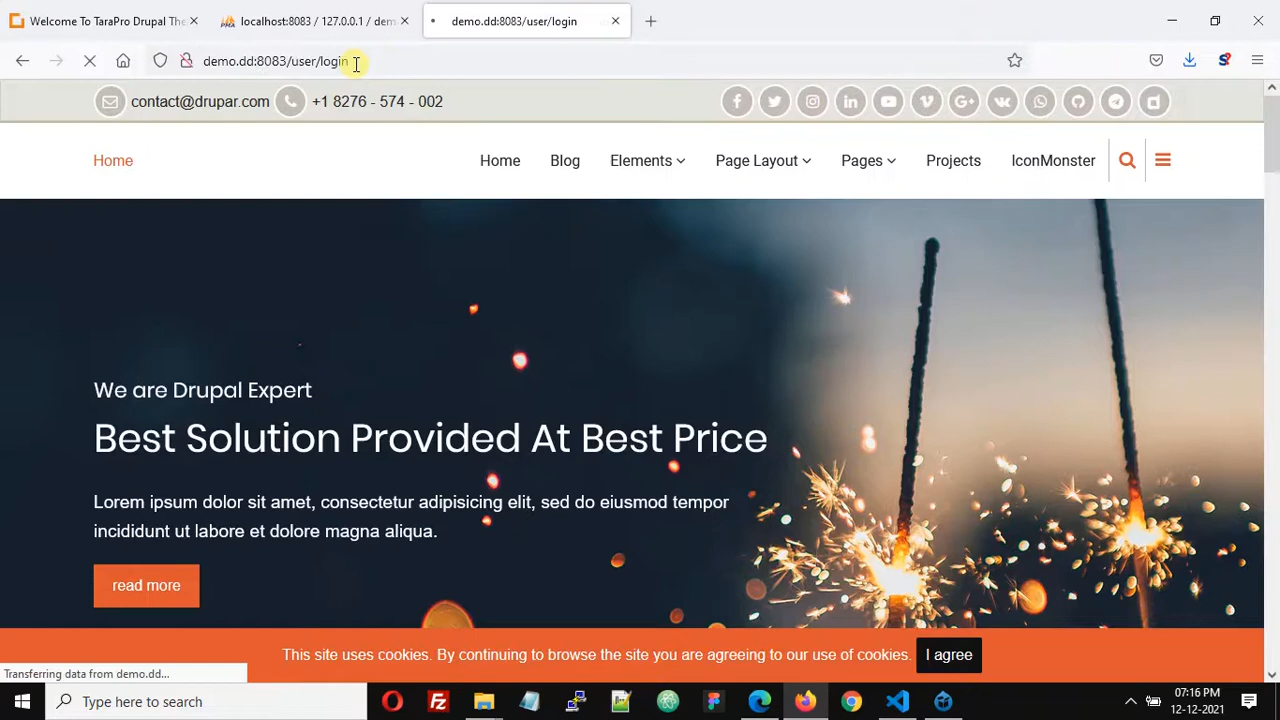 Welcome To TaraPro Drupal The
localhost:8083 / 127.0.0.1 / dem
demo.dd:8083/user/login
demo.dd:8083/user/login
contact@drupar.com
+1 8276 - 574 - 002
Home
Home
Blog
Elements
Page Layout
Pages
Projects
IconMonster
We are Drupal Expert
Best Solution Provided At Best Price
Lorem ipsum dolor sit amet, consectetur adipisicing elit, sed do eiusmod tempor
incididunt ut labore et dolore magna aliqua.
read more
This site uses cookies. By continuing to browse the site you are agreeing to our use of cookies.
I agree
Transferring data from demo.dd...
Type here to search
07:16 PM
12-12-2021